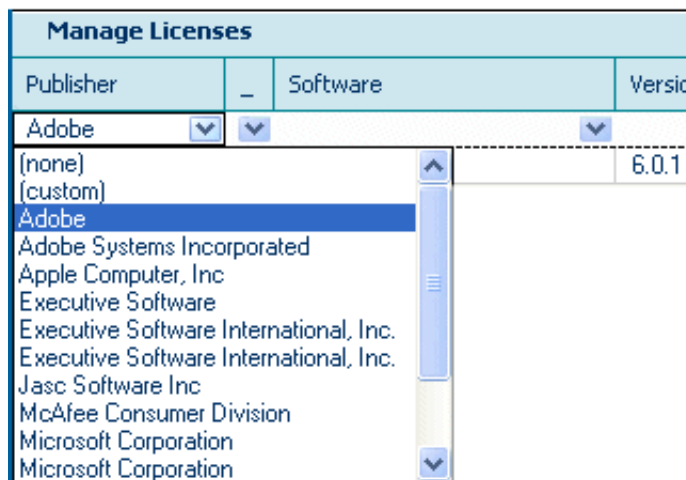 Manage Licenses
Publisher _ Software Versio
Adobe
(none) 6.0.1
(custom)
Adobe
Adobe Systems Incorporated
Apple Computer, Inc
Executive Software
Executive Software International, Inc.
Executive Software International, Inc.
Jasc Software Inc
McAfee Consumer Division
Microsoft Corporation
Microsoft Corporation